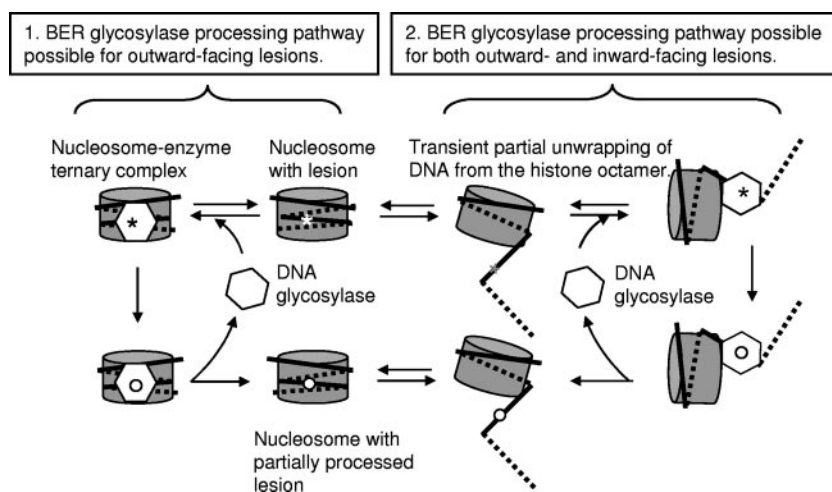 1. BER glycosylase processing pathway
possible for outward-facing lesions.
2. BER glycosylase processing pathway possible
for both outward- and inward-facing lesions.
Nucleosome-enzyme
ternary complex
Nucleosome
with lesion
Transient partial unwrapping of
DNA from the histone octamer.
*
*
*
*
DNA
glycosylase
DNA
glycosylase
Nucleosome with
partially processed
lesion